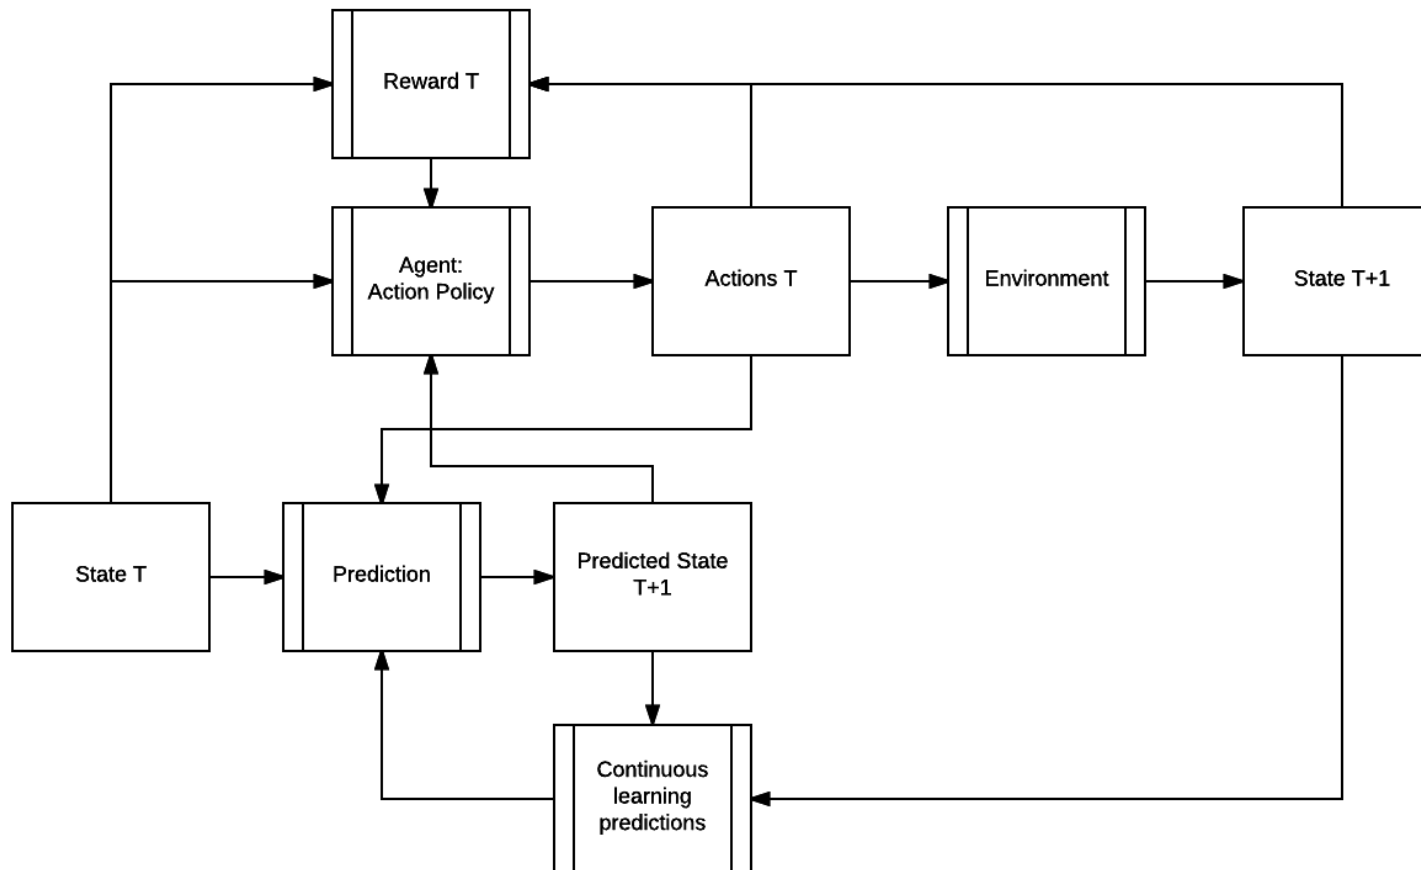 Reward T
Agent:
Action Policy
Actions T
Environment
State T+1
State T
Prediction
Predicted State
T+1
Continuous
learning
predictions